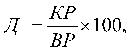 Д = КР/ВР × 100,